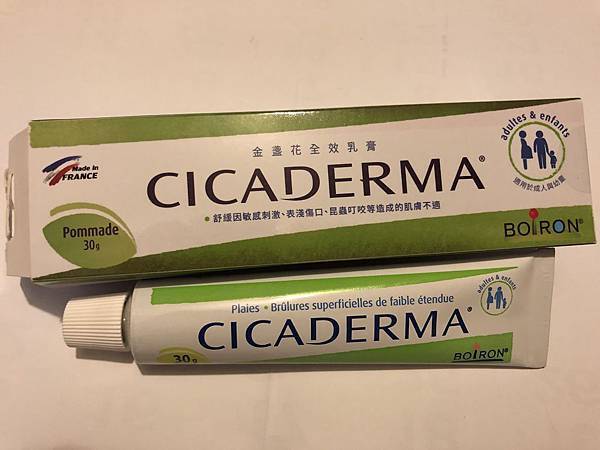 Made in
FRANCE
金盞花全效乳膏
CICADERMA®
• 舒緩因敏感刺激、表淺傷口、昆蟲叮咬等造成的肌膚不適
Pommade
30g
adultes & enfants
適用於成人與幼童
BOIRON®
Plaies • Brûlures superficielles de faible étendue
CICADERMA®
30g
adultes & enfants
BOIRON®